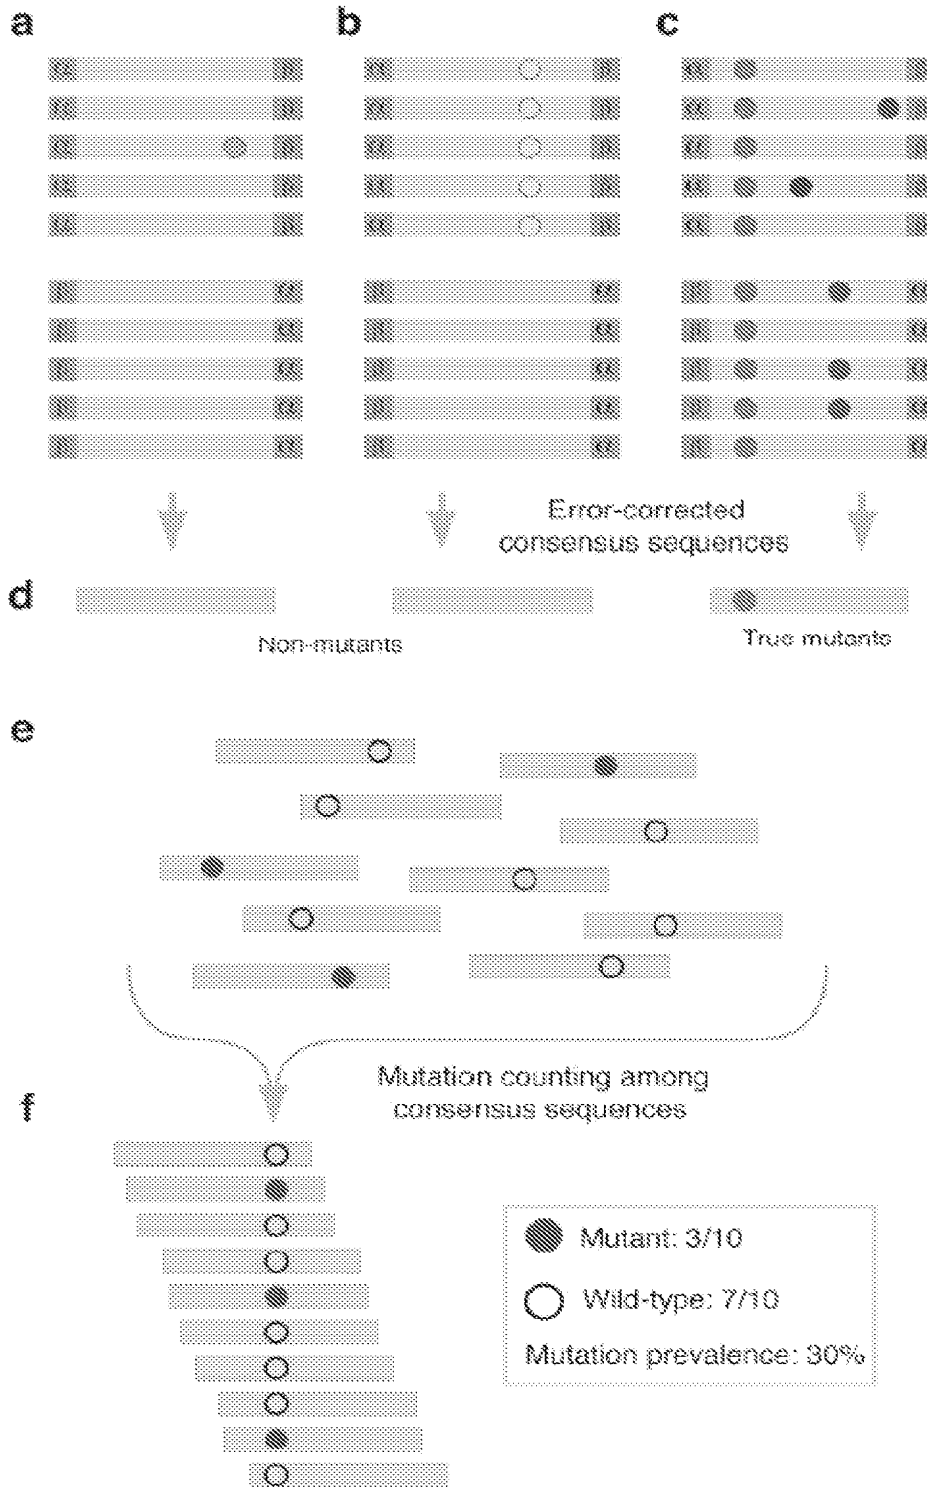 a b c
α β α β α β
α β α β α β
α β α β α β
α β α β α β
α β α β α β
β α β α β α
β α β α β α
β α β α β α
β α β α β α
β α β α β α
Error-corrected
consensus sequences
d
Non-mutants
True mutants
e
Mutation counting among
consensus sequences
f
Mutant: 3/10
Wild-type: 7/10
Mutation prevalence: 30%